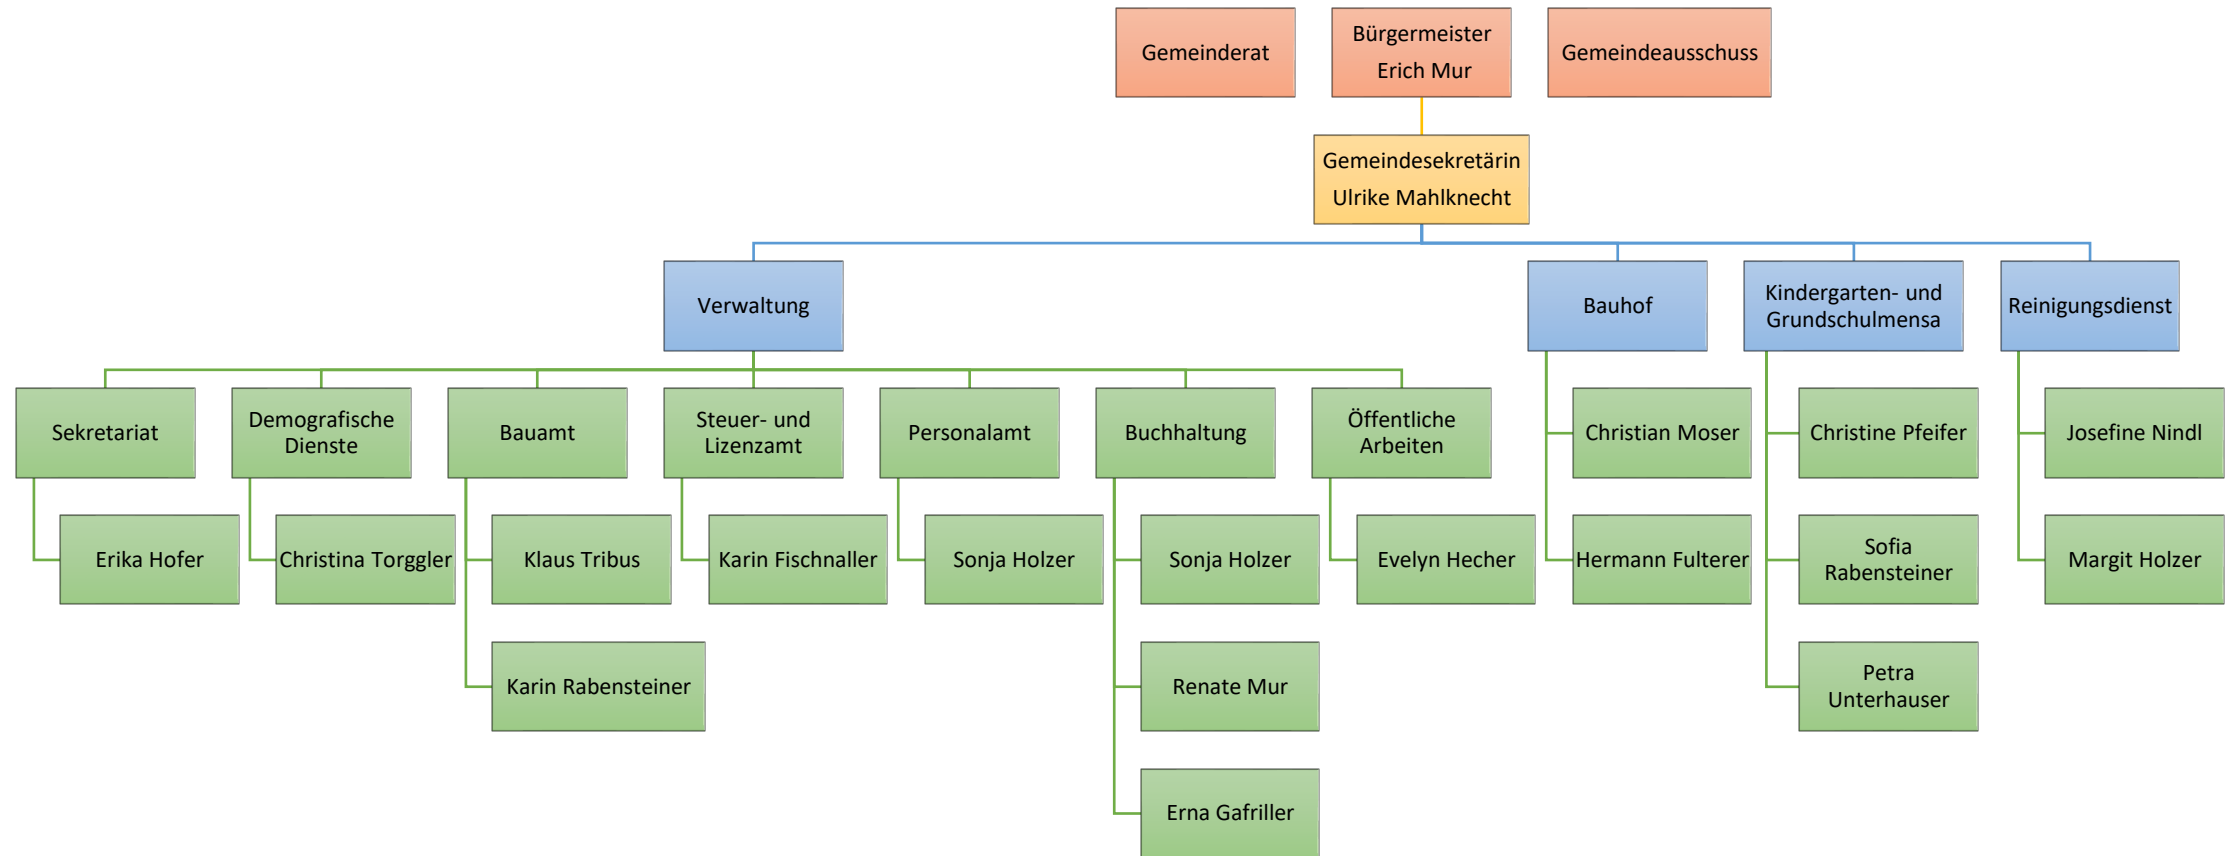 Gemeinderat
Bürgermeister
Erich Mur
Gemeindeausschuss
Gemeindesekretärin
Ulrike Mahlknecht
Verwaltung
Bauhof
Kindergarten- und
Grundschulmensa
Reinigungsdienst
Sekretariat
Demografische
Dienste
Bauamt
Steuer- und
Lizenzamt
Personalamt
Buchhaltung
Öffentliche
Arbeiten
Christian Moser
Christine Pfeifer
Josefine Nindl
Erika Hofer
Christina Torggler
Klaus Tribus
Karin Fischnaller
Sonja Holzer
Sonja Holzer
Evelyn Hecher
Hermann Fulterer
Sofia
Rabensteiner
Margit Holzer
Karin Rabensteiner
Renate Mur
Petra
Unterhauser
Erna Gafriller